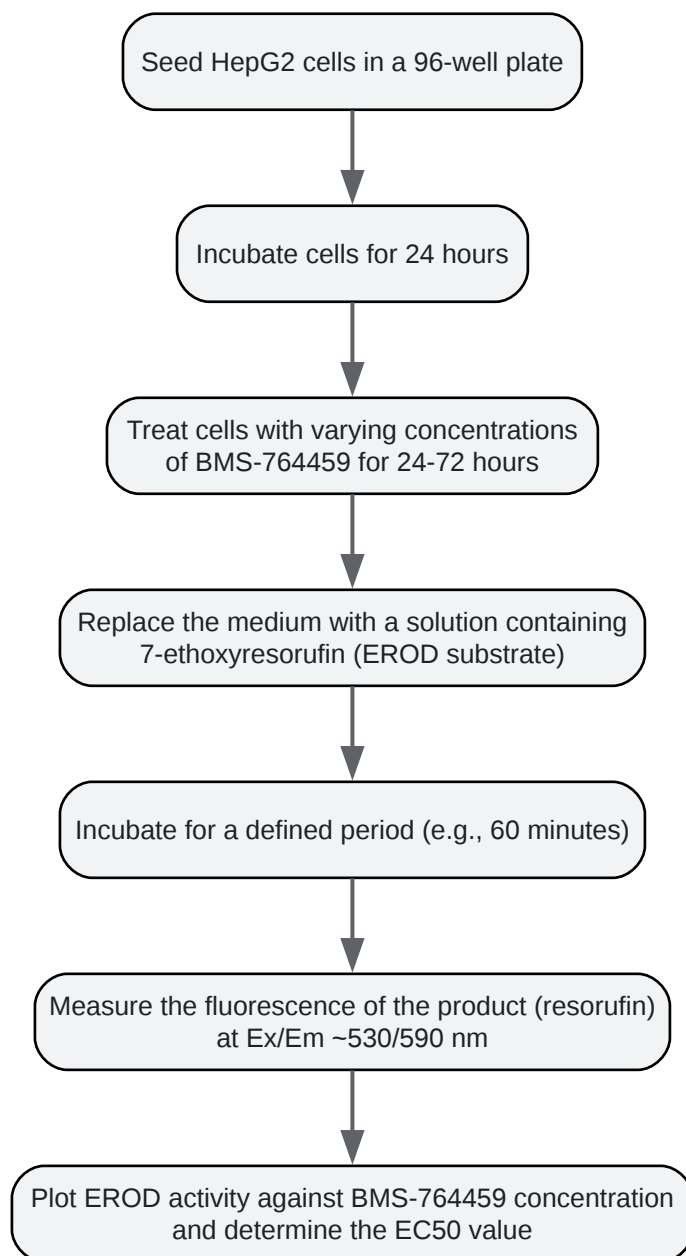 Seed HepG2 cells in a 96-well plate
Incubate cells for 24 hours
Treat cells with varying concentrations
of BMS-764459 for 24-72 hours
Replace the medium with a solution containing
7-ethoxyresorufin (EROD substrate)
Incubate for a defined period (e.g., 60 minutes)
Measure the fluorescence of the product (resorufin)
at Ex/Em ~530/590 nm
Plot EROD activity against BMS-764459 concentration
and determine the EC50 value